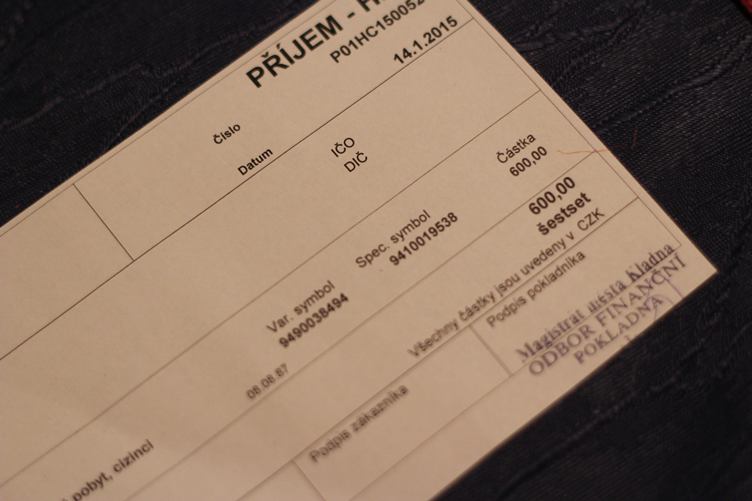 PŘÍJEM -
Číslo P01HC150052
Datum 14.1.2015
IČO
DIČ
Var. symbol Spec. symbol Částka
9490038494 9410019538 600,00
08.08.87 600,00
šestset
pobyt, cizinci Všechny částky jsou uvedeny v CZK
Podpis zákazníka Podpis pokladníka
Magistrát města Kladna
ODBOR FINANČNÍ
POKLADNA